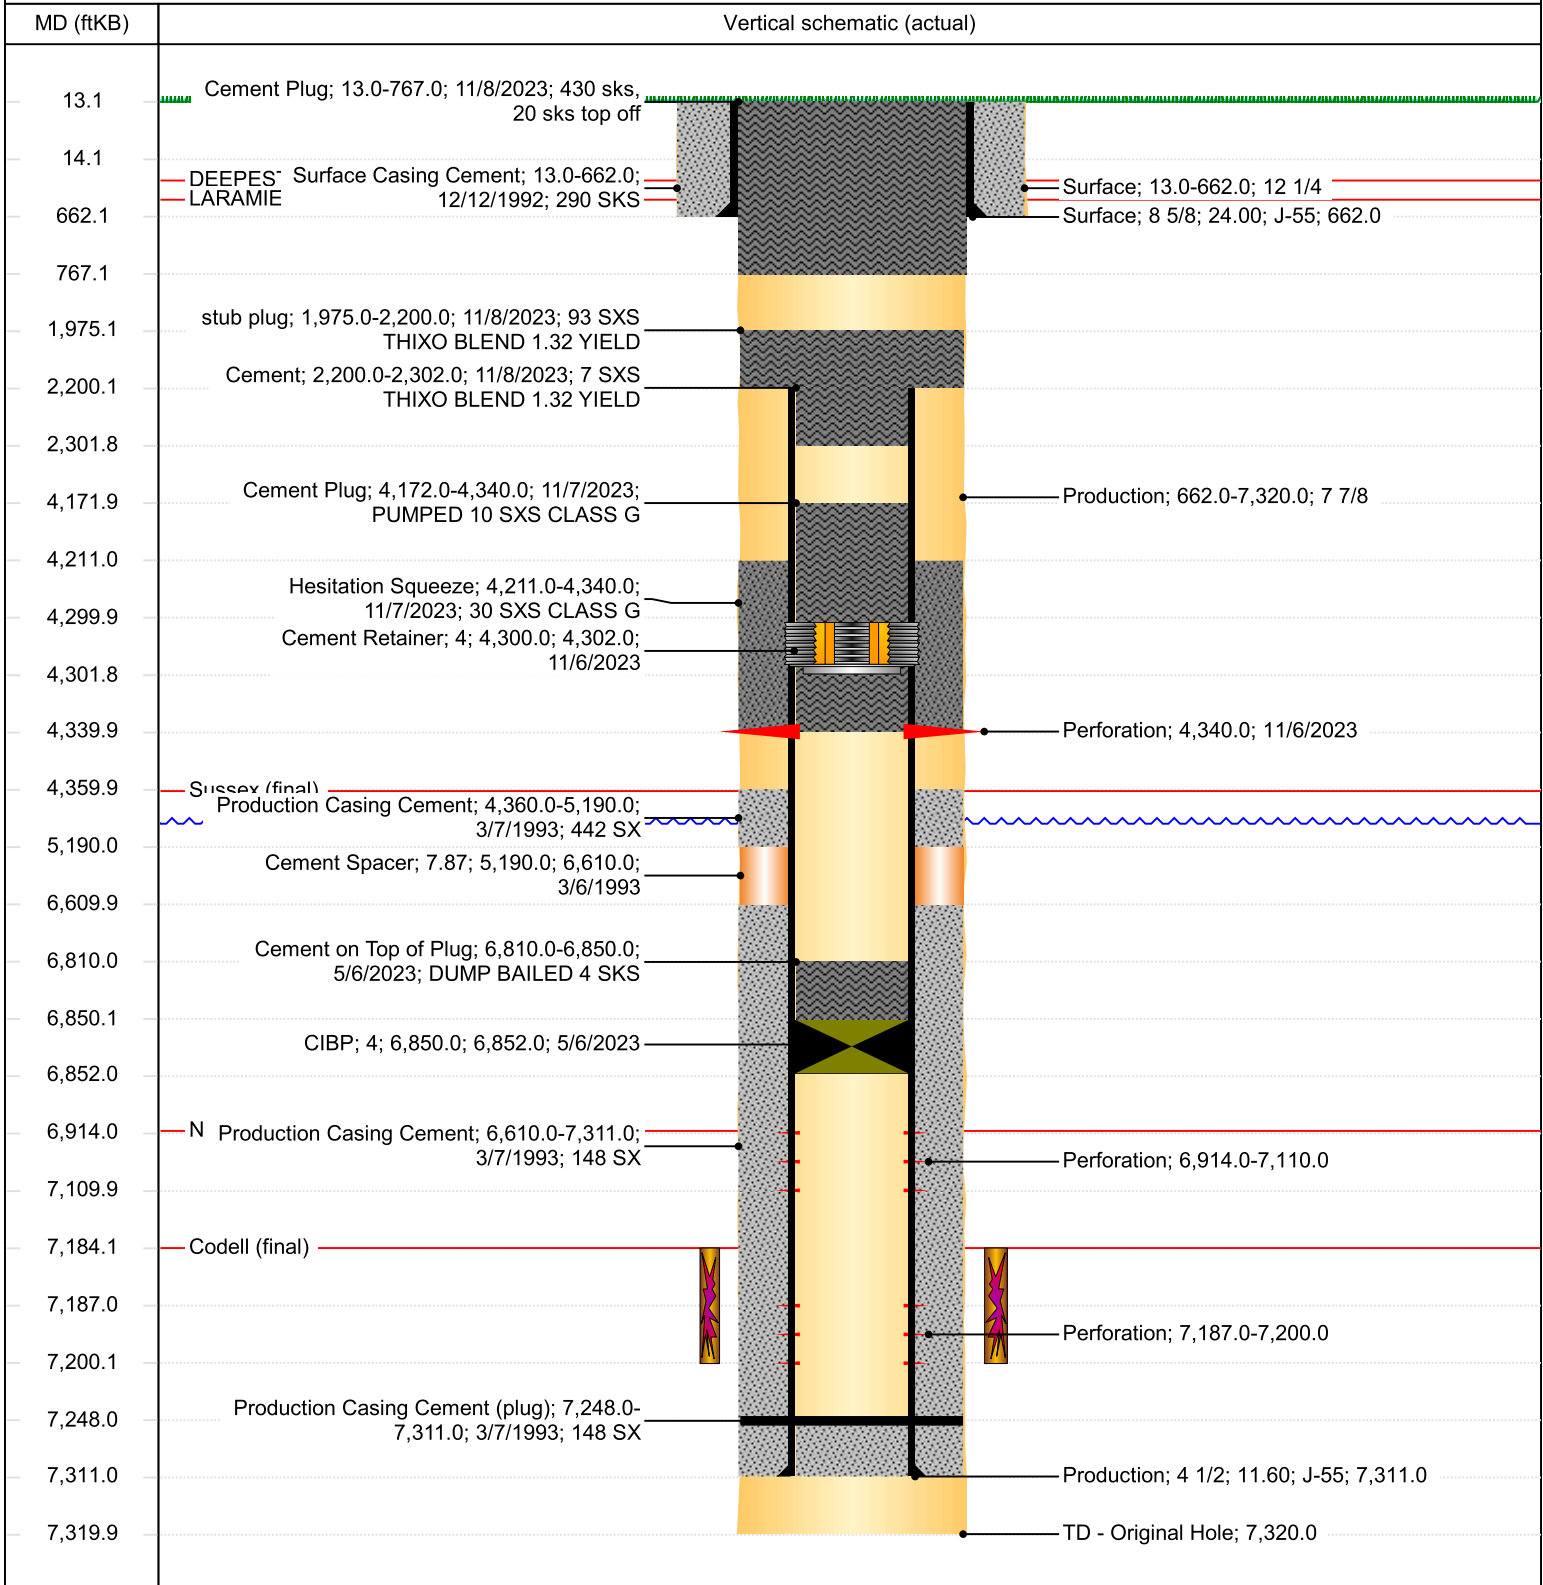 MD (ftKB)
Vertical schematic (actual)
13.1
Cement Plug; 13.0-767.0; 11/8/2023; 430 sks,
20 sks top off
14.1
DEEPES
Surface Casing Cement; 13.0-662.0;
12/12/1992; 290 SKS
LARAMIE
Surface; 13.0-662.0; 12 1/4
662.1
Surface; 8 5/8; 24.00; J-55; 662.0
767.1
1,975.1
stub plug; 1,975.0-2,200.0; 11/8/2023; 93 SXS
THIXO BLEND 1.32 YIELD
2,200.1
Cement; 2,200.0-2,302.0; 11/8/2023; 7 SXS
THIXO BLEND 1.32 YIELD
2,301.8
4,171.9
Cement Plug; 4,172.0-4,340.0; 11/7/2023;
PUMPED 10 SXS CLASS G
Production; 662.0-7,320.0; 7 7/8
4,211.0
Hesitation Squeeze; 4,211.0-4,340.0;
11/7/2023; 30 SXS CLASS G
4,299.9
Cement Retainer; 4; 4,300.0; 4,302.0;
11/6/2023
4,301.8
4,339.9
Perforation; 4,340.0; 11/6/2023
4,359.9
Sussex (final)
Production Casing Cement; 4,360.0-5,190.0;
3/7/1993; 442 SX
5,190.0
Cement Spacer; 7.87; 5,190.0; 6,610.0;
3/6/1993
6,609.9
6,810.0
Cement on Top of Plug; 6,810.0-6,850.0;
5/6/2023; DUMP BAILED 4 SKS
6,850.1
CIBP; 4; 6,850.0; 6,852.0; 5/6/2023
6,852.0
6,914.0
N
Production Casing Cement; 6,610.0-7,311.0;
3/7/1993; 148 SX
Perforation; 6,914.0-7,110.0
7,109.9
7,184.1
Codell (final)
7,187.0
Perforation; 7,187.0-7,200.0
7,200.1
7,248.0
Production Casing Cement (plug); 7,248.0-
7,311.0; 3/7/1993; 148 SX
7,311.0
Production; 4 1/2; 11.60; J-55; 7,311.0
7,319.9
TD - Original Hole; 7,320.0